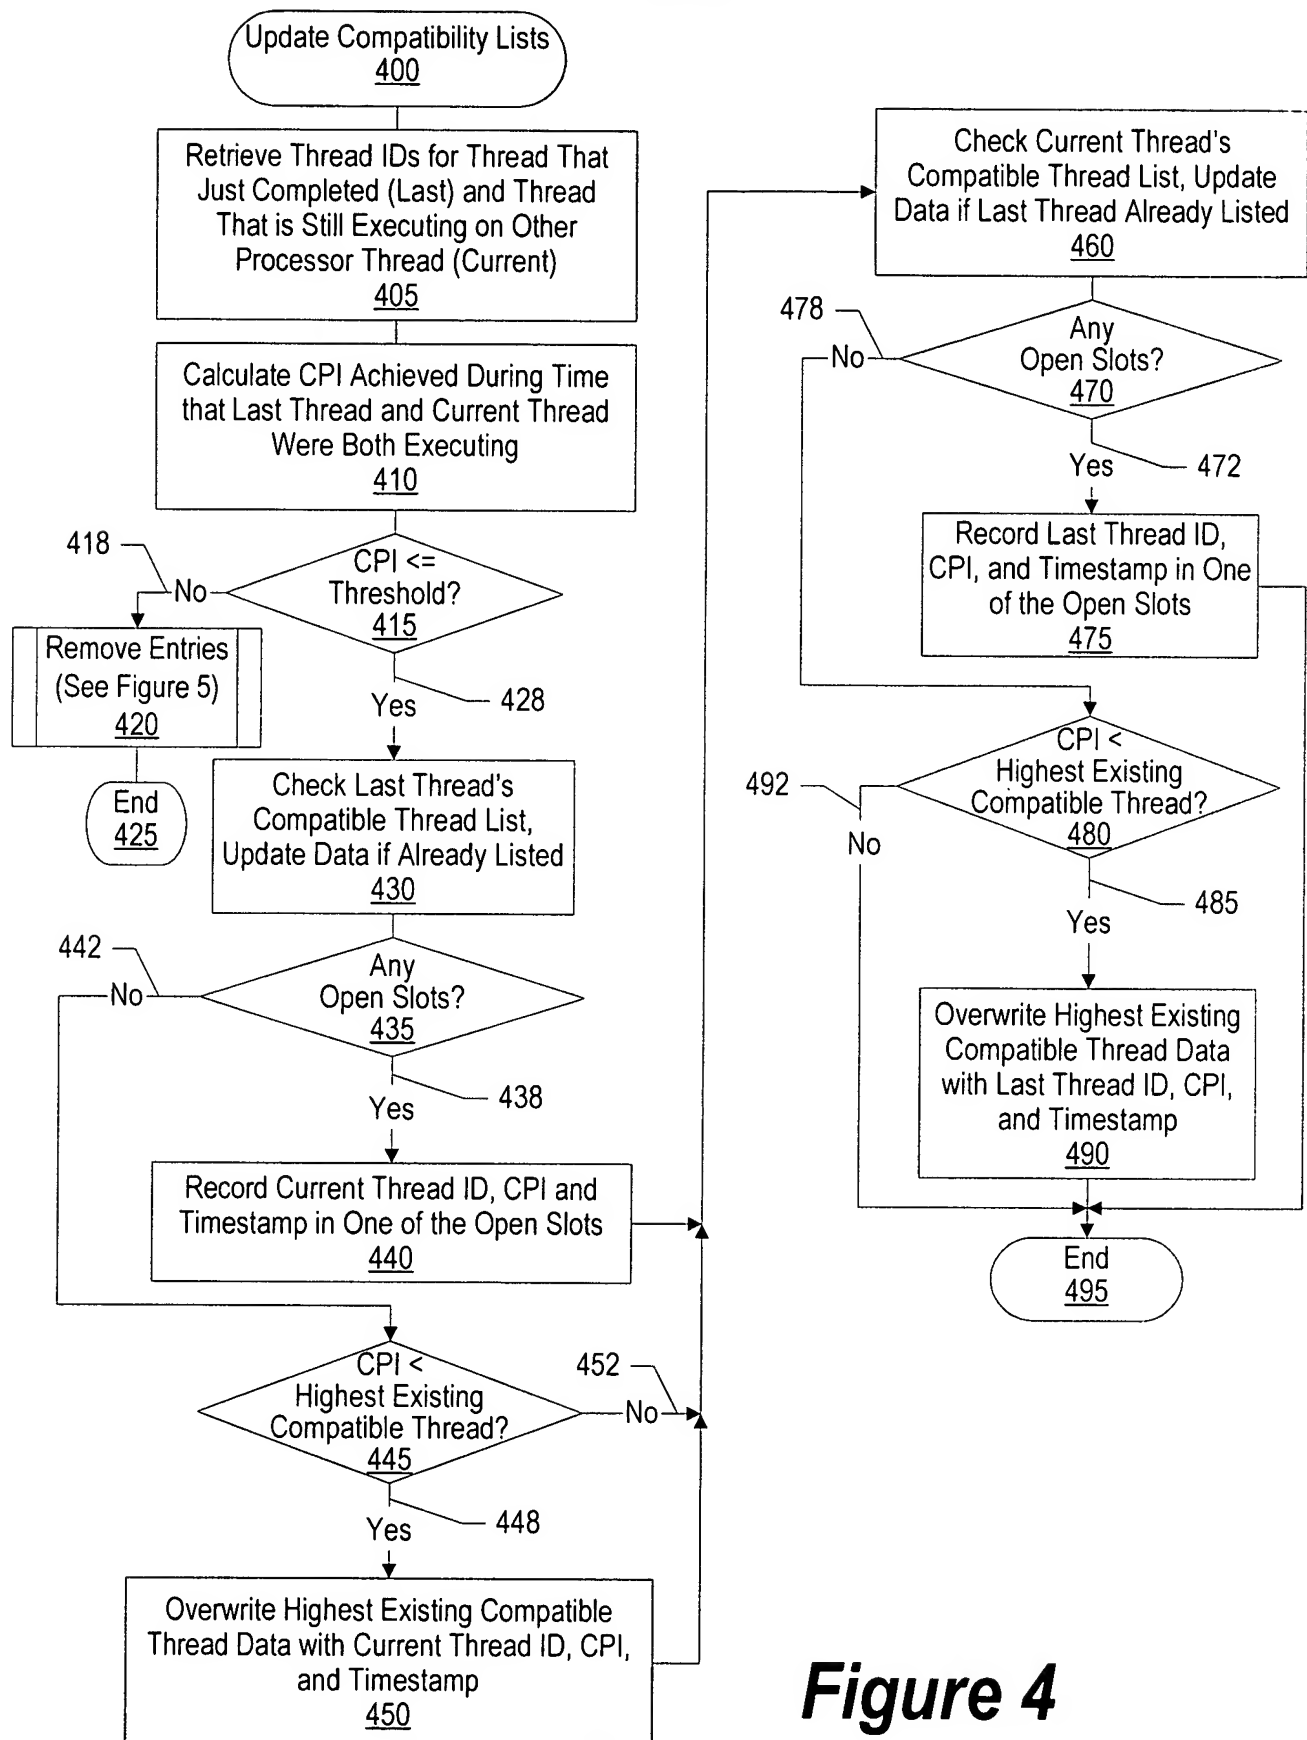 Update Compatibility Lists
400
Retrieve Thread IDs for Thread That
Just Completed (Last) and Thread
That is Still Executing on Other
Processor Thread (Current)
405
Calculate CPI Achieved During Time
that Last Thread and Current Thread
Were Both Executing
410
CPI <=
Threshold?
415
418
No
Remove Entries
(See Figure 5)
420
End
425
428
Yes
Check Last Thread's
Compatible Thread List,
Update Data if Already Listed
430
Any
Open Slots?
435
442
No
438
Yes
Record Current Thread ID, CPI and
Timestamp in One of the Open Slots
440
CPI <
Highest Existing
Compatible Thread?
445
452
No
448
Yes
Overwrite Highest Existing Compatible
Thread Data with Current Thread ID, CPI,
and Timestamp
450
Check Current Thread's
Compatible Thread List, Update
Data if Last Thread Already Listed
460
Any
Open Slots?
470
478
No
472
Yes
Record Last Thread ID,
CPI, and Timestamp in One
of the Open Slots
475
CPI <
Highest Existing
Compatible Thread?
480
492
No
485
Yes
Overwrite Highest Existing
Compatible Thread Data
with Last Thread ID, CPI,
and Timestamp
490
End
495
Figure 4